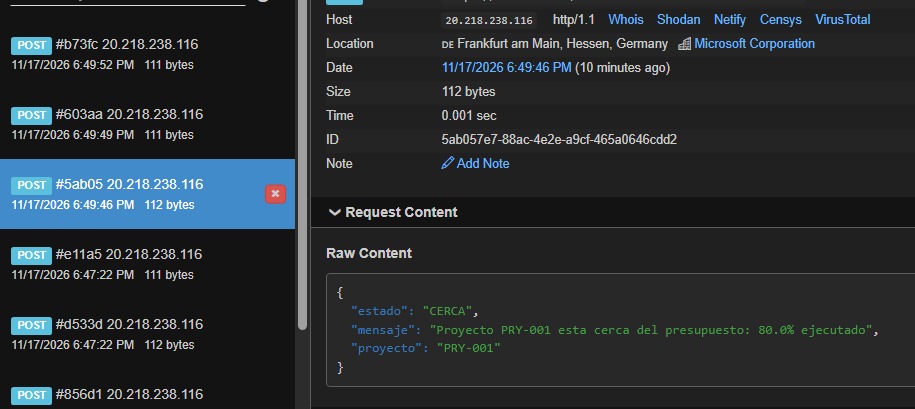 POST #b73fc 20.218.238.116
11/17/2026 6:49:52 PM 111 bytes
POST #603aa 20.218.238.116
11/17/2026 6:49:49 PM 111 bytes
POST #5ab05 20.218.238.116
11/17/2026 6:49:46 PM 112 bytes
POST #e11a5 20.218.238.116
11/17/2026 6:47:22 PM 111 bytes
POST #d533d 20.218.238.116
11/17/2026 6:47:22 PM 112 bytes
POST #856d1 20.218.238.116
Host 20.218.238.116 http/1.1 Whois Shodan Netify Censys VirusTotal
Location DE Frankfurt am Main, Hessen, Germany Microsoft Corporation
Date 11/17/2026 6:49:46 PM (10 minutes ago)
Size 112 bytes
Time 0.001 sec
ID 5ab057e7-88ac-4e2e-a9cf-465a0646cdd2
Note Add Note
Request Content
Raw Content
{
"estado": "CERCA",
"mensaje": "Proyecto PRY-001 esta cerca del presupuesto: 80.0% ejecutado",
"proyecto": "PRY-001"
}